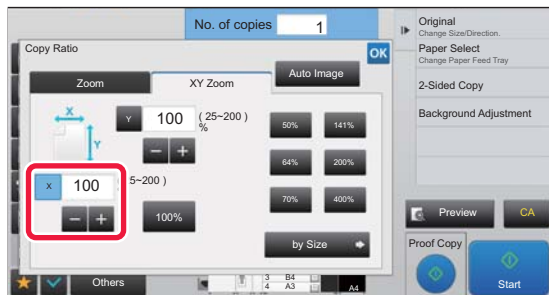 No. of copies 1
Copy Ratio
OK
Zoom
XY Zoom
Auto Image
X
Y
Y 100 ( 25~200 )
%
− +
X 100 5~200 )
− +
100%
50% 141%
64% 200%
70% 400%
by Size
Others
3 B4
4 A3
A4
Original
Change Size/Direction.
Paper Select
Change Paper Feed Tray
2-Sided Copy
Background Adjustment
Preview
CA
Proof Copy
Start